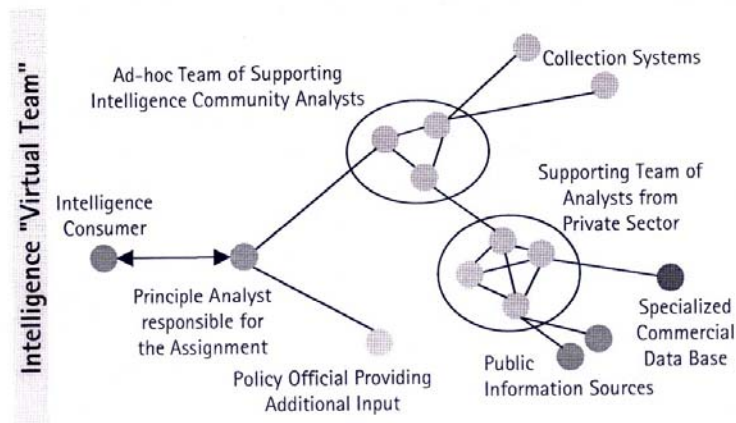 Intelligence "Virtual Team"
Ad-hoc Team of Supporting
Intelligence Community Analysts
Collection Systems
Intelligence
Consumer
Supporting Team of
Analysts from
Private Sector
Principle Analyst
responsible for
the Assignment
Specialized
Commercial
Data Base
Policy Official Providing
Additional Input
Public
Information Sources